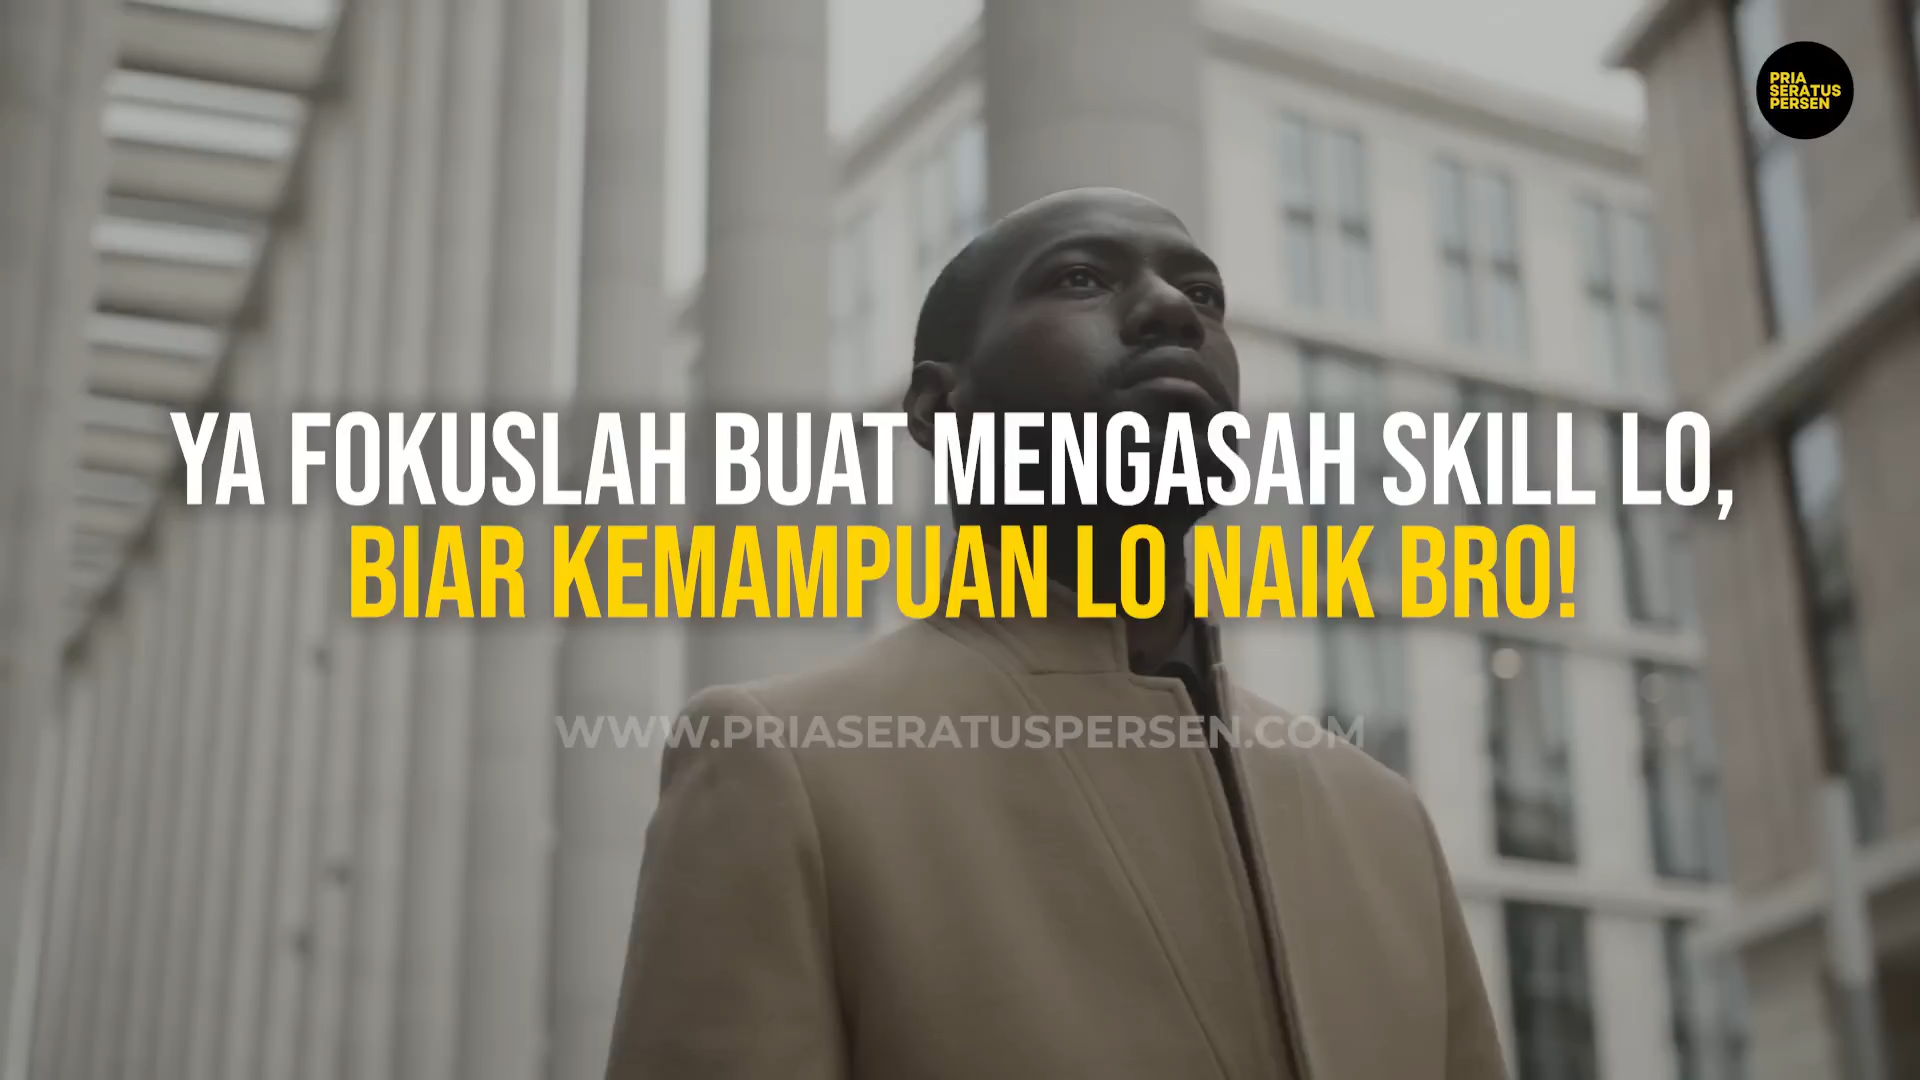 PRIA
SERATUS
PERSEN
YA FOKUSLAH BUAT MENGASAH SKILL LO,
BIAR KEMAMPUAN LO NAIK BRO!
WWW.PRIASERATUSPERSEN.COM